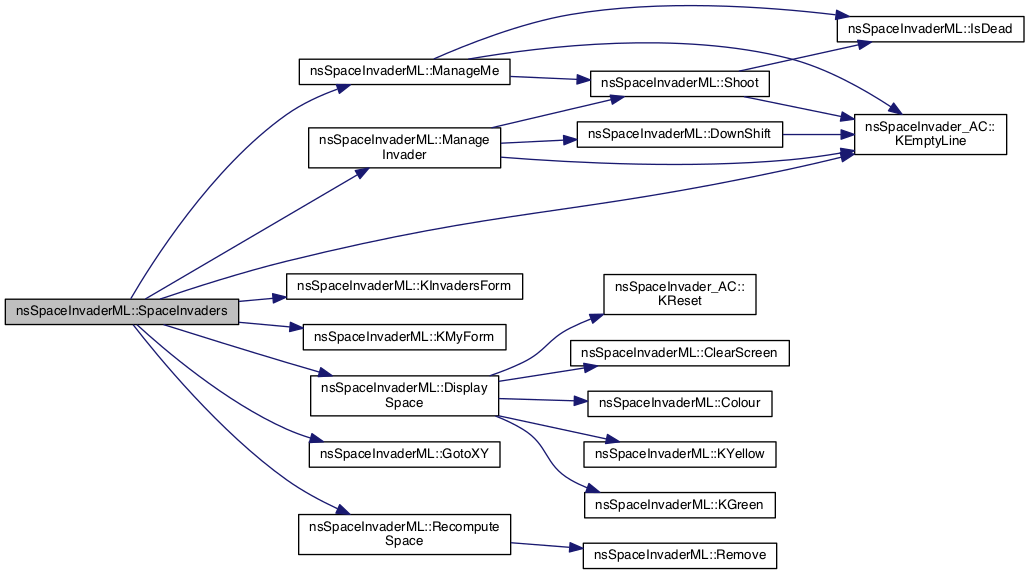 nsSpaceInvaderML::SpaceInvaders
nsSpaceInvaderML::ManageMe
nsSpaceInvaderML::Manage
Invader
nsSpaceInvaderML::KInvadersForm
nsSpaceInvaderML::KMyForm
nsSpaceInvaderML::Display
Space
nsSpaceInvaderML::GotoXY
nsSpaceInvaderML::Recompute
Space
nsSpaceInvaderML::Shoot
nsSpaceInvaderML::DownShift
nsSpaceInvader_AC::
KReset
nsSpaceInvaderML::ClearScreen
nsSpaceInvaderML::Colour
nsSpaceInvaderML::KYellow
nsSpaceInvaderML::KGreen
nsSpaceInvaderML::Remove
nsSpaceInvaderML::IsDead
nsSpaceInvader_AC::
KEmptyLine